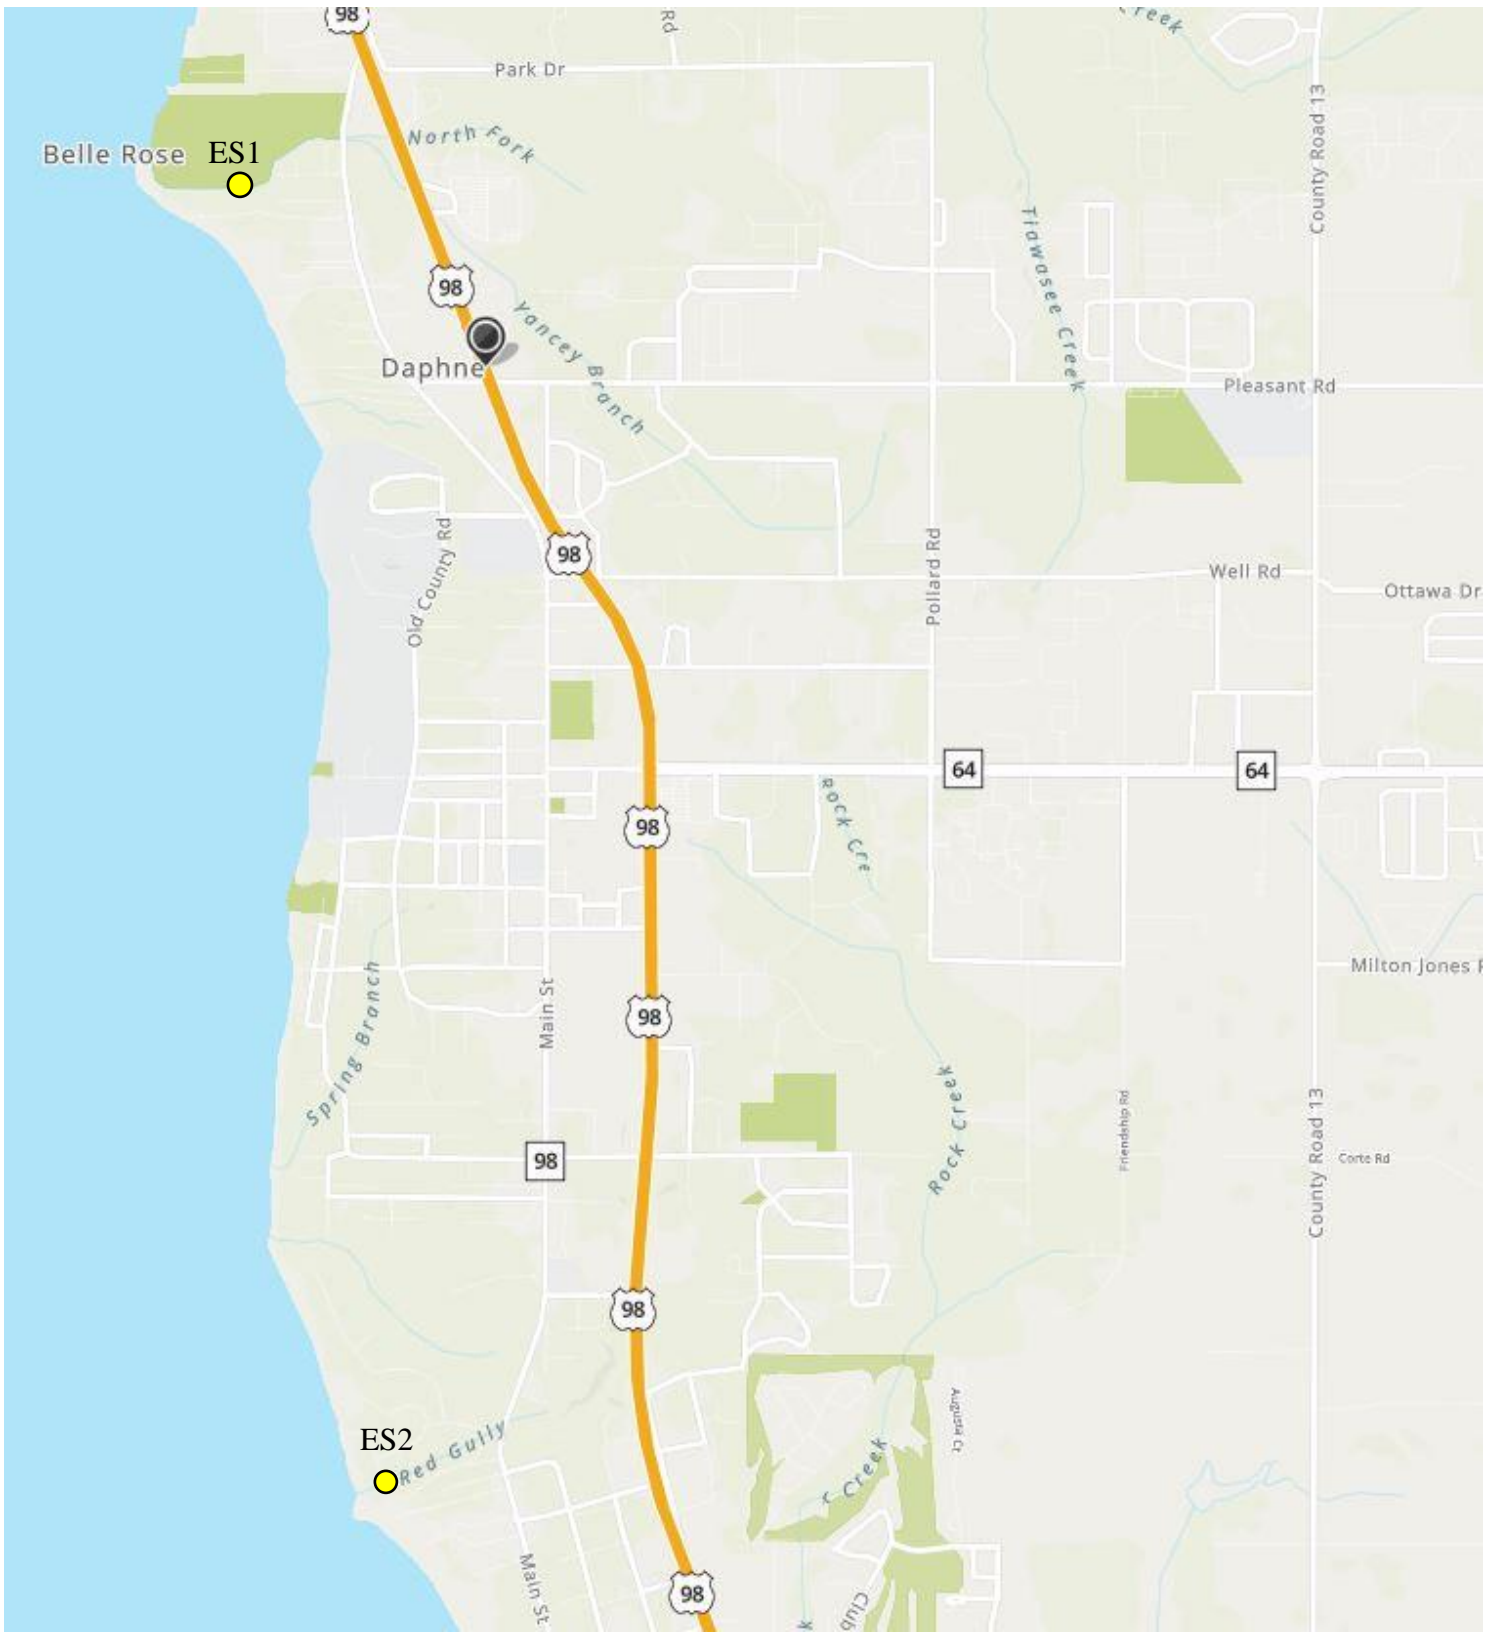 98
Rd
reek
Park Dr
County Road 13
North Fork
Belle Rose
ES1
Tiawasee Creek
98
Yancey Branch
Daphne
Pleasant Rd
Old County Rd
98
Pollard Rd
Well Rd
Ottawa Dr
64
64
Rock Cre
98
Milton Jones R
Spring Branch
Main St
98
Rock Creek
Friendship Rd
County Road 13
Corte Rd
98
98
Augusta Ct
ES2
Red Gully
r Creek
Main St
98
Club
k